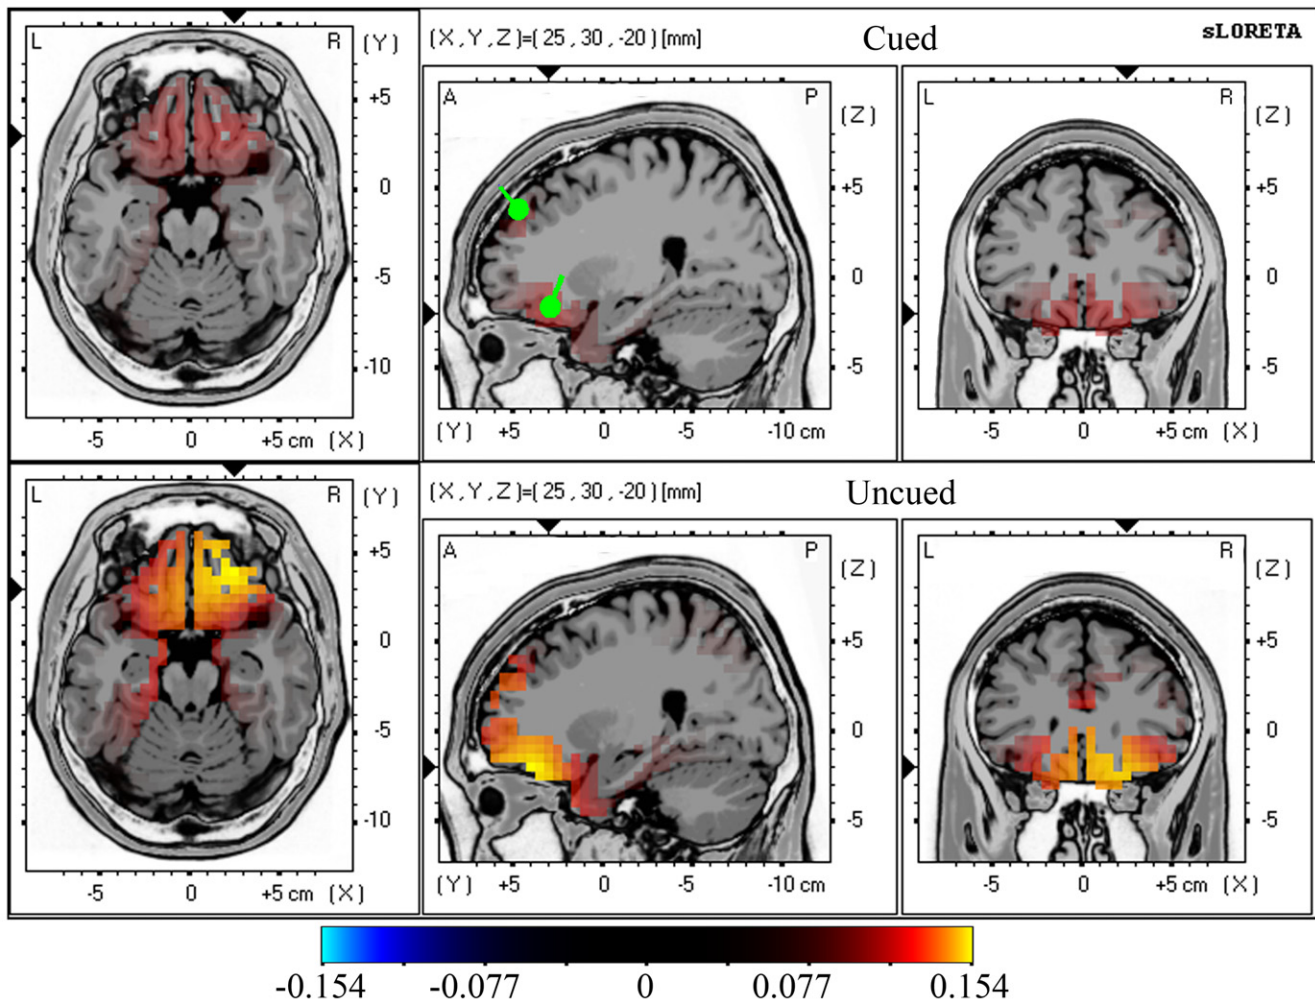 (X,Y,Z)=(25,30,-20)[mm] Cued sLORETA
L R (Y)
+5
0
-5
-10
-5 0 +5 cm (X)
A P (Z)
+5
0
-5
(Y) +5 0 -5 -10 cm
L R (Z)
+5
0
-5
-5 0 +5 cm (X)
(X,Y,Z)=(25,30,-20)[mm] Uncued
L R (Y)
+5
0
-5
-10
-5 0 +5 cm (X)
A P (Z)
+5
0
-5
(Y) +5 0 -5 -10 cm
L R (Z)
+5
0
-5
-5 0 +5 cm (X)
-0.154 -0.077 0 0.077 0.154